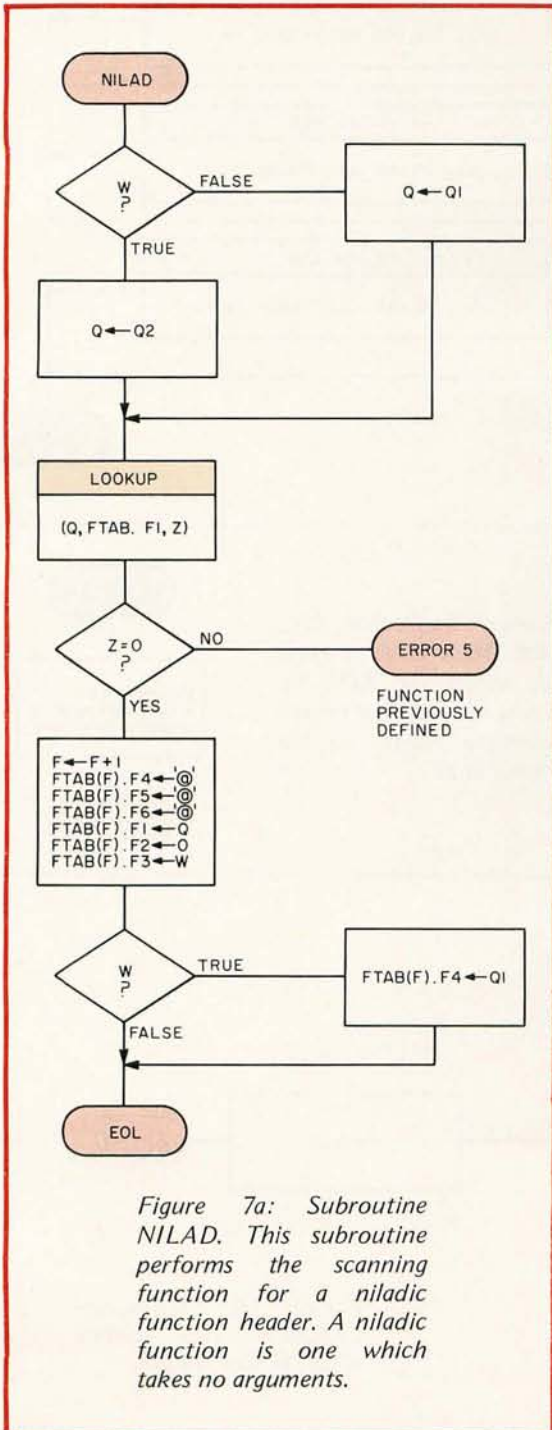 NILAD
W
?
FALSE
Q ← Q1
TRUE
Q ← Q2
LOOKUP
(Q, FTAB. F1, Z)
Z = O
?
NO
ERROR 5
FUNCTION
PREVIOUSLY
DEFINED
YES
F ← F + 1
FTAB(F). F4 ← '@'
FTAB(F). F5 ← '@'
FTAB(F). F6 ← '@'
FTAB(F). F1 ← Q
FTAB(F). F2 ← O
FTAB(F). F3 ← W
W
?
TRUE
FTAB(F). F4 ← Q1
FALSE
EOL
Figure 7a: Subroutine
NILAD. This subroutine
performs the scanning
function for a niladic
function header. A niladic
function is one which
takes no arguments.